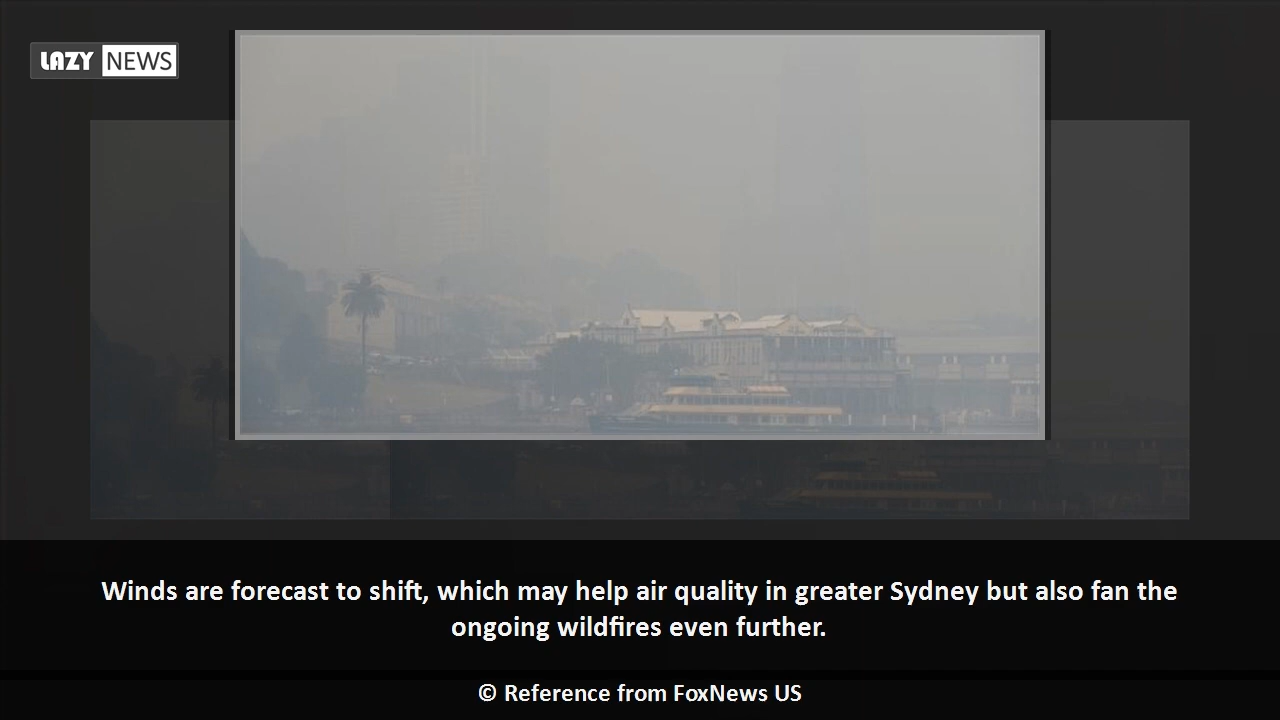 LAZY NEWS
Winds are forecast to shift, which may help air quality in greater Sydney but also fan the
ongoing wildfires even further.
© Reference from FoxNews US